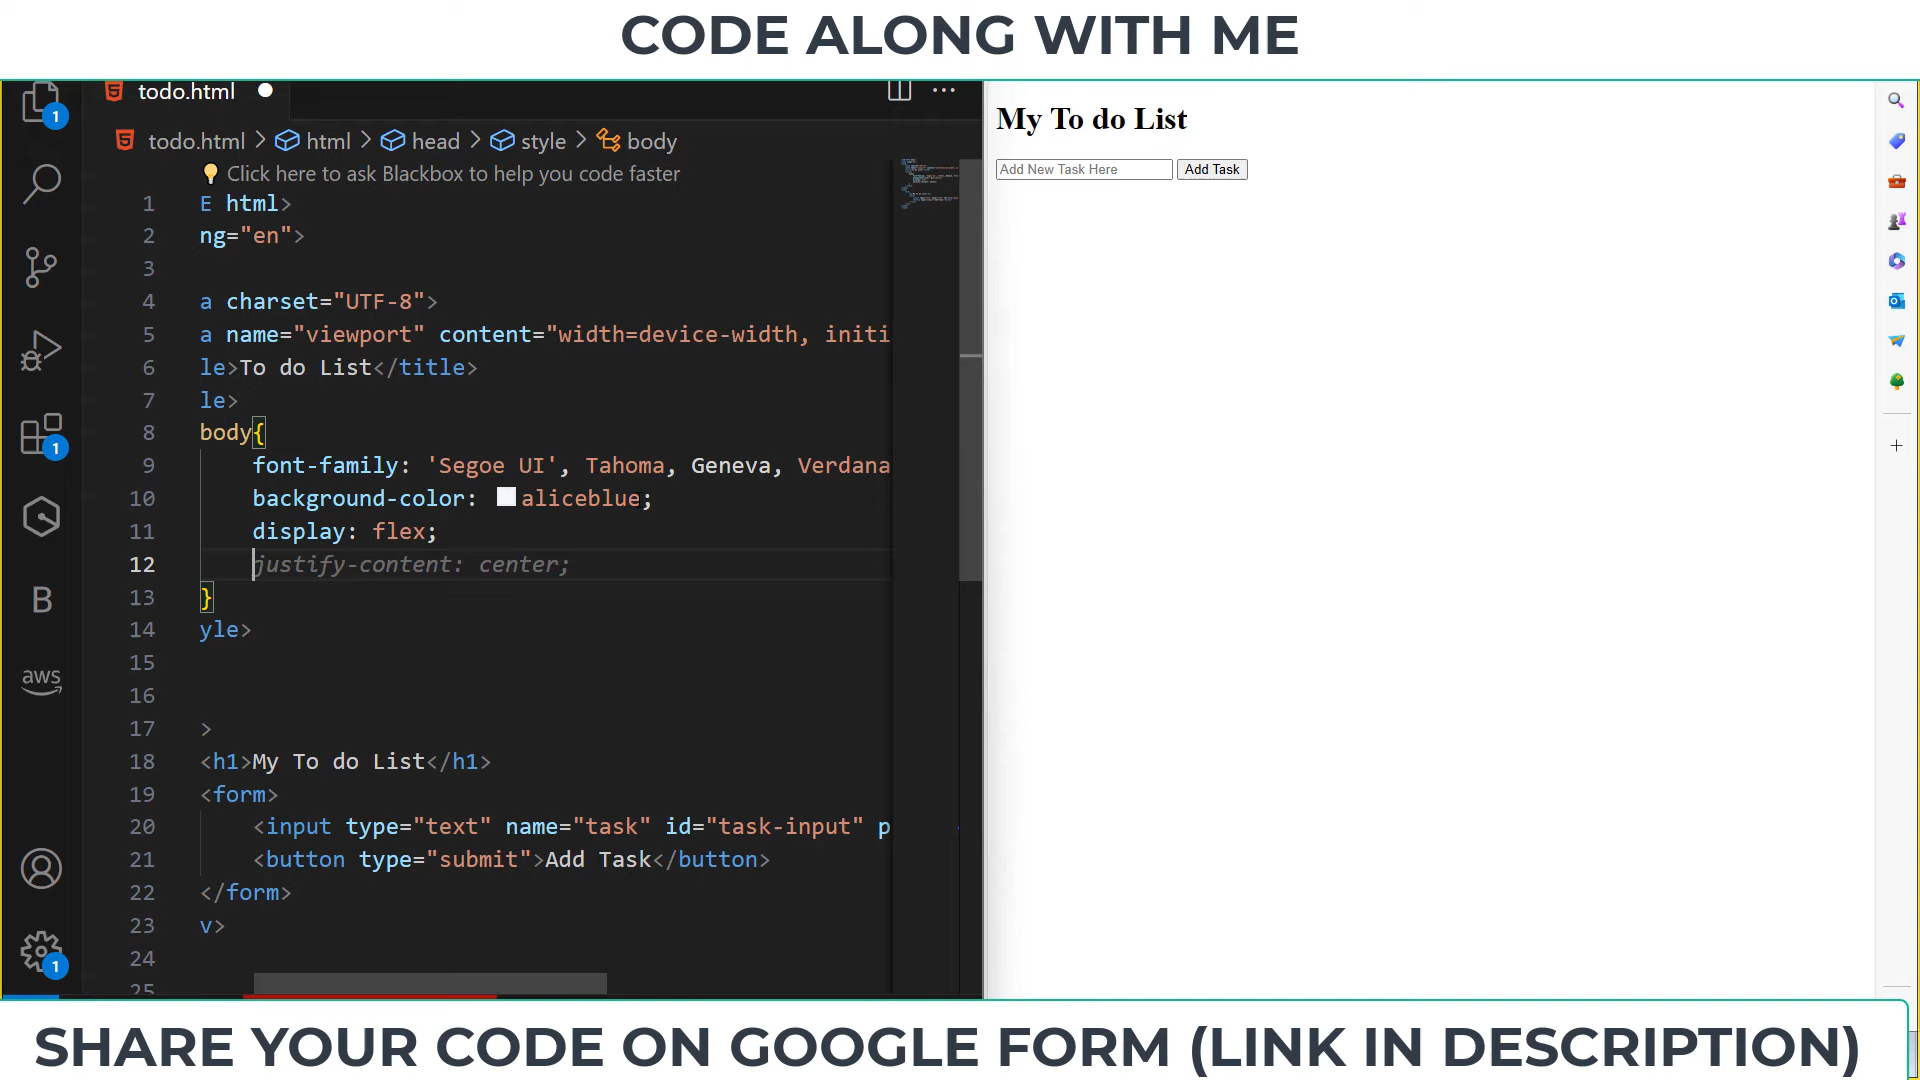 CODE ALONG WITH ME
todo.html
todo.html > html > head > style > body
Click here to ask Blackbox to help you code faster
1 E html>
2 ng="en">
3
4 a charset="UTF-8">
5 a name="viewport" content="width=device-width, initi
6 le>To do List</title>
7 le>
8 body{
9 font-family: 'Segoe UI', Tahoma, Geneva, Verdana
10 background-color: aliceblue;
11 display: flex;
12 justify-content: center;
13 }
14 yle>
15
16
17 >
18 <h1>My To do List</h1>
19 <form>
20 <input type="text" name="task" id="task-input" p
21 <button type="submit">Add Task</button>
22 </form>
23 v>
24
25
1
1
B
aws
1
My To do List
Add New Task Here Add Task
SHARE YOUR CODE ON GOOGLE FORM (LINK IN DESCRIPTION)